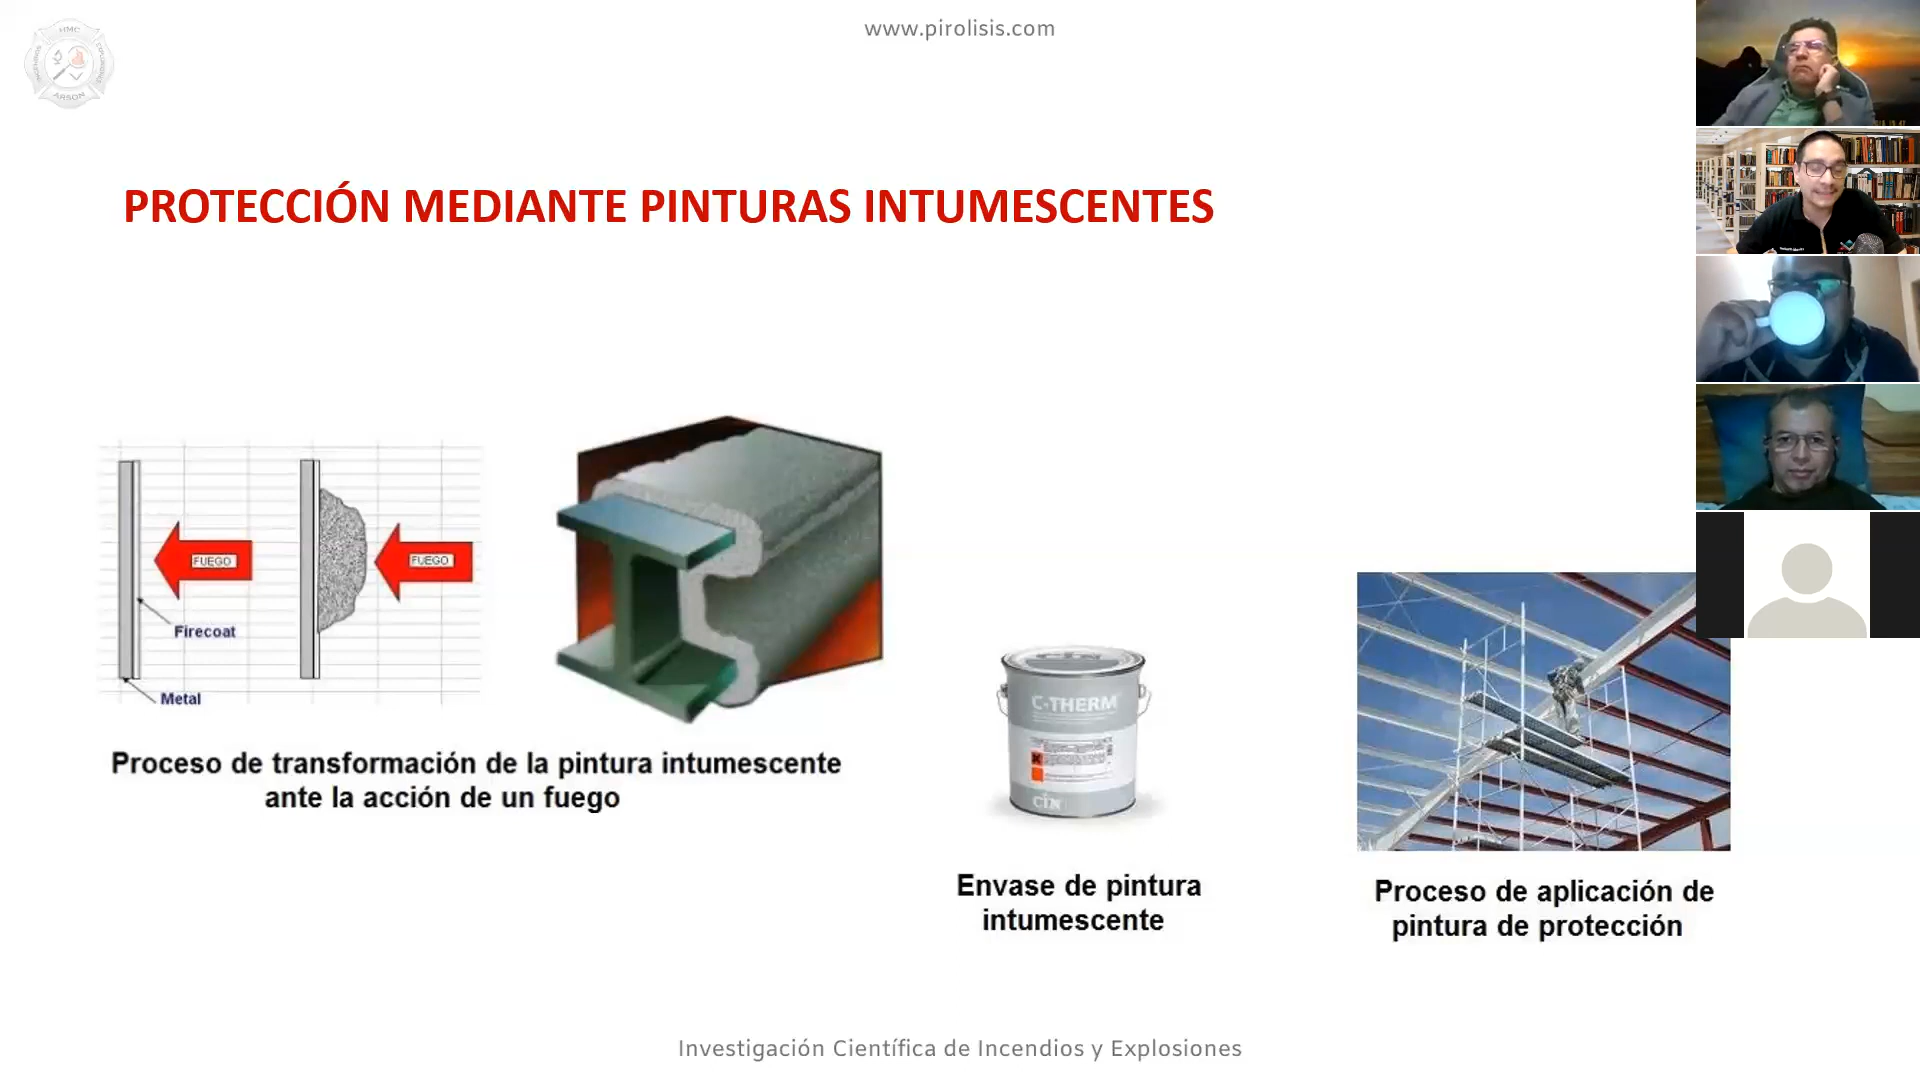 www.pirolisis.com
HMC
ARSON
PROTECCIÓN MEDIANTE PINTURAS INTUMESCENTES
FUEGO
FUEGO
Firecoat
Metal
C-THERM
cin
Proceso de transformación de la pintura intumescente
ante la acción de un fuego
Envase de pintura
intumescente
Proceso de aplicación de
pintura de protección
Investigación Científica de Incendios y Explosiones